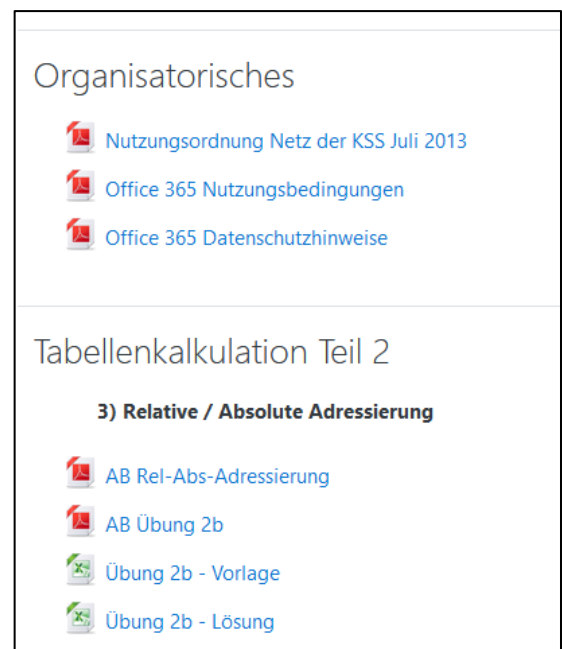 Organisatorisches
Nutzungsordnung Netz der KSS Juli 2013
Office 365 Nutzungsbedingungen
Office 365 Datenschutzhinweise
Tabellenkalkulation Teil 2
3) Relative / Absolute Adressierung
AB Rel-Abs-Adressierung
AB Übung 2b
Übung 2b - Vorlage
Übung 2b - Lösung